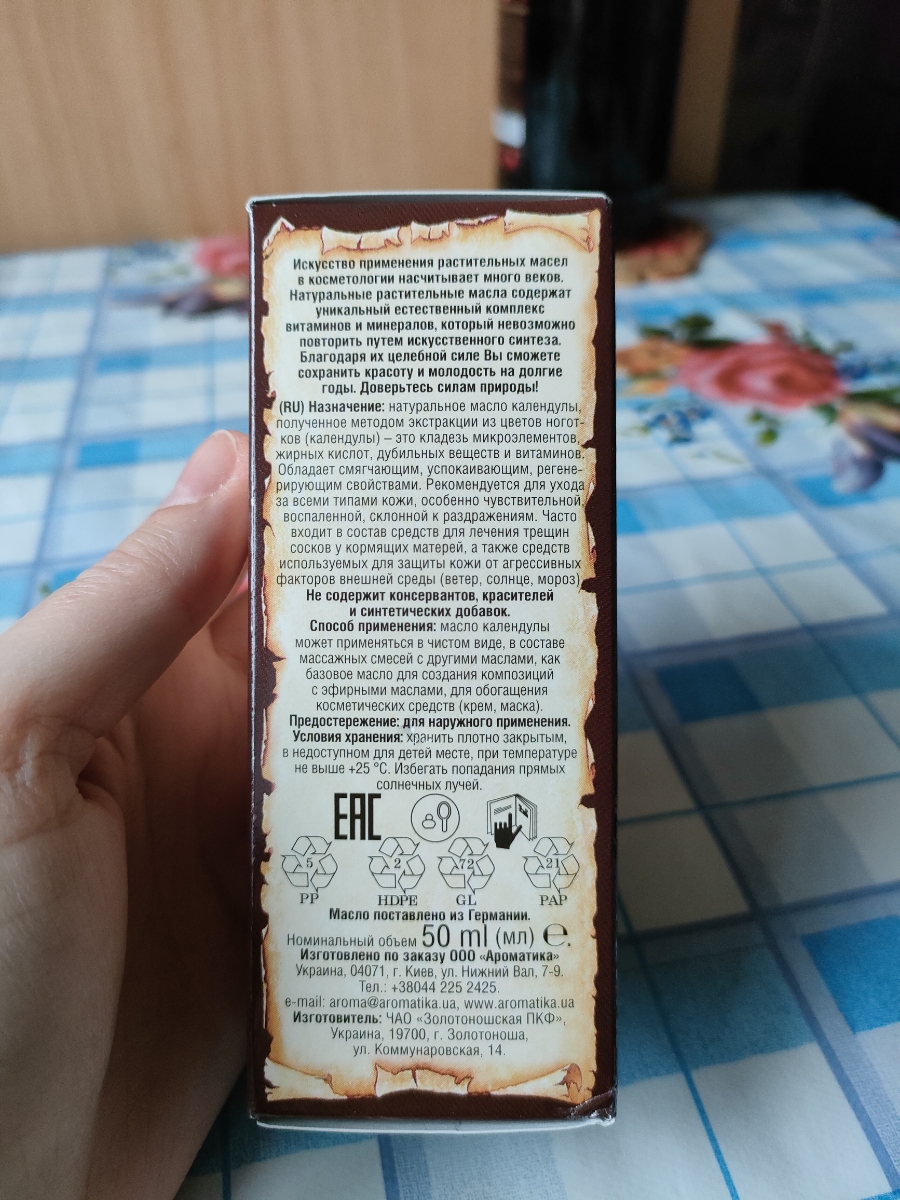 Искусство применения растительных масел
в косметологии насчитывает много веков.
Натуральные растительные масла содержат
уникальный естественный комплекс
витаминов и минералов, который невозможно
повторить путем искусственного синтеза.
Благодаря их целебной силе Вы сможете
сохранить красоту и молодость на долгие
годы. Доверьтесь силам природы!
(RU) Назначение: натуральное масло календулы,
полученное методом экстракции из цветов ногот-
ков (календулы) – это кладезь микроэлементов,
жирных кислот, дубильных веществ и витаминов.
Обладает смягчающим, успокаивающим, регене-
рирующим свойствами. Рекомендуется для ухода
за всеми типами кожи, особенно чувствительной,
воспаленной, склонной к раздражениям. Часто
входит в состав средств для лечения трещин
сосков у кормящих матерей, а также средств
используемых для защиты кожи от агрессивных
факторов внешней среды (ветер, солнце, мороз)
Не содержит консервантов, красителей
и синтетических добавок.
Способ применения: масло календулы
может применяться в чистом виде, в составе
массажных смесей с другими маслами, как
базовое масло для создания композиций
с эфирными маслами, для обогащения
косметических средств (крем, маска).
Предостережение: для наружного применения.
Условия хранения: хранить плотно закрытым,
в недоступном для детей месте, при температуре
не выше +25 °C. Избегать попадания прямых
солнечных лучей.
EAC
5 2 72 21
PP HDPE GL PAP
Масло поставлено из Германии.
Номинальный объем 50 ml (мл) ℮.
Изготовлено по заказу ООО «Ароматика»
Украина, 04071, г. Киев, ул. Нижний Вал, 7-9.
Тел.: +38044 225 2425.
e-mail: aroma@aromatika.ua, www.aromatika.ua
Изготовитель: ЧАО «Золотоношская ПКФ»,
Украина, 19700, г. Золотоноша,
ул. Коммунаровская, 14.